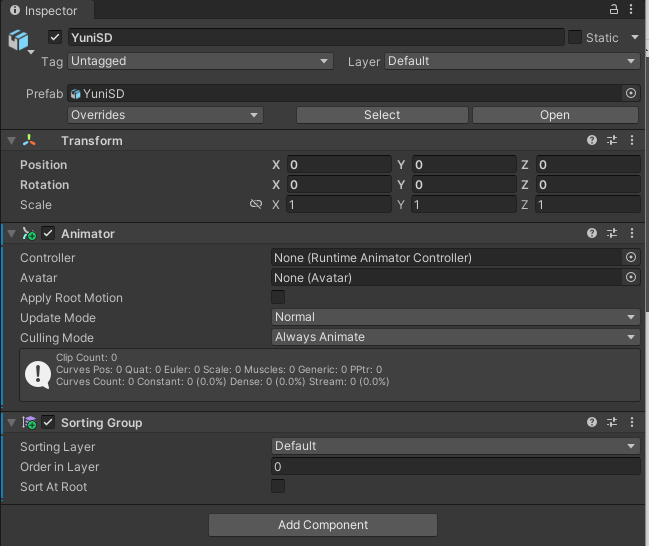 Inspector
YuniSD Static
Tag Untagged Layer Default
Prefab YuniSD
Overrides Select Open
Transform
Position X 0 Y 0 Z 0
Rotation X 0 Y 0 Z 0
Scale X 1 Y 1 Z 1
Animator
Controller None (Runtime Animator Controller)
Avatar None (Avatar)
Apply Root Motion
Update Mode Normal
Culling Mode Always Animate
Clip Count: 0
Curves Pos: 0 Quat: 0 Euler: 0 Scale: 0 Muscles: 0 Generic: 0 PPtr: 0
Curves Count: 0 Constant: 0 (0.0%) Dense: 0 (0.0%) Stream: 0 (0.0%)
Sorting Group
Sorting Layer Default
Order in Layer 0
Sort At Root
Add Component